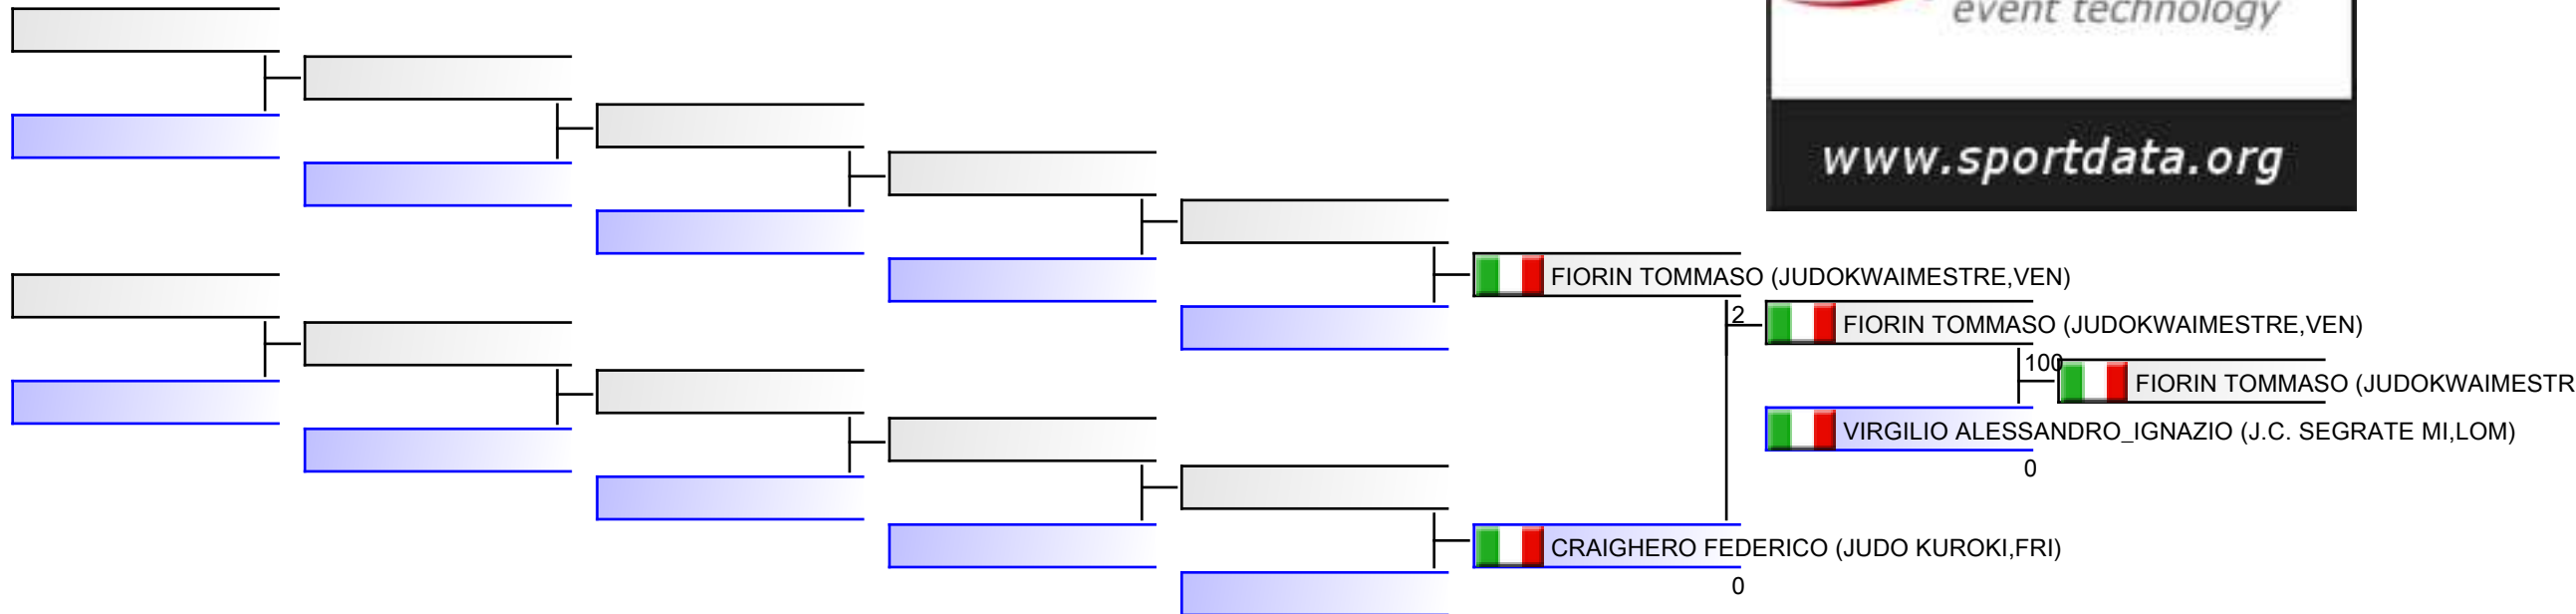 event technology
www.sportdata.org
FIORIN TOMMASO (JUDOKWAIMESTRE,VEN)
2
FIORIN TOMMASO (JUDOKWAIMESTRE,VEN)
100
FIORIN TOMMASO (JUDOKWAIMESTR
VIRGILIO ALESSANDRO_IGNAZIO (J.C. SEGRATE MI,LOM)
0
CRAIGHERO FEDERICO (JUDO KUROKI,FRI)
0